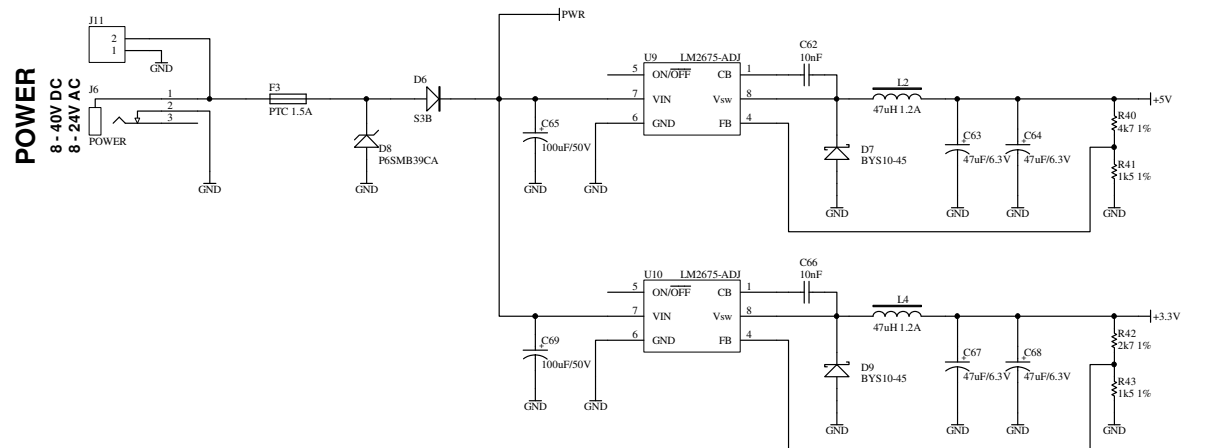 POWER
8 - 40V DC
8 - 24V AC
J11
2
1
GND
J6
1
2
3
POWER
GND
F3
PTC 1.5A
D8
P6SMB39CA
GND
D6
S3B
PWR
C65
+
100uF/50V
GND
GND
U9 LM2675-ADJ
5 ON/OFF CB 1
7 VIN Vsw 8
6 GND FB 4
C62
10nF
D7
BYS10-45
GND
L2
47uH 1.2A
C63
+
47uF/6.3V
GND
C64
+
47uF/6.3V
GND
+5V
R40
4k7 1%
R41
1k5 1%
GND
C69
+
100uF/50V
GND
GND
U10 LM2675-ADJ
5 ON/OFF CB 1
7 VIN Vsw 8
6 GND FB 4
C66
10nF
D9
BYS10-45
GND
L4
47uH 1.2A
C67
+
47uF/6.3V
GND
C68
+
47uF/6.3V
GND
+3.3V
R42
2k7 1%
R43
1k5 1%
GND